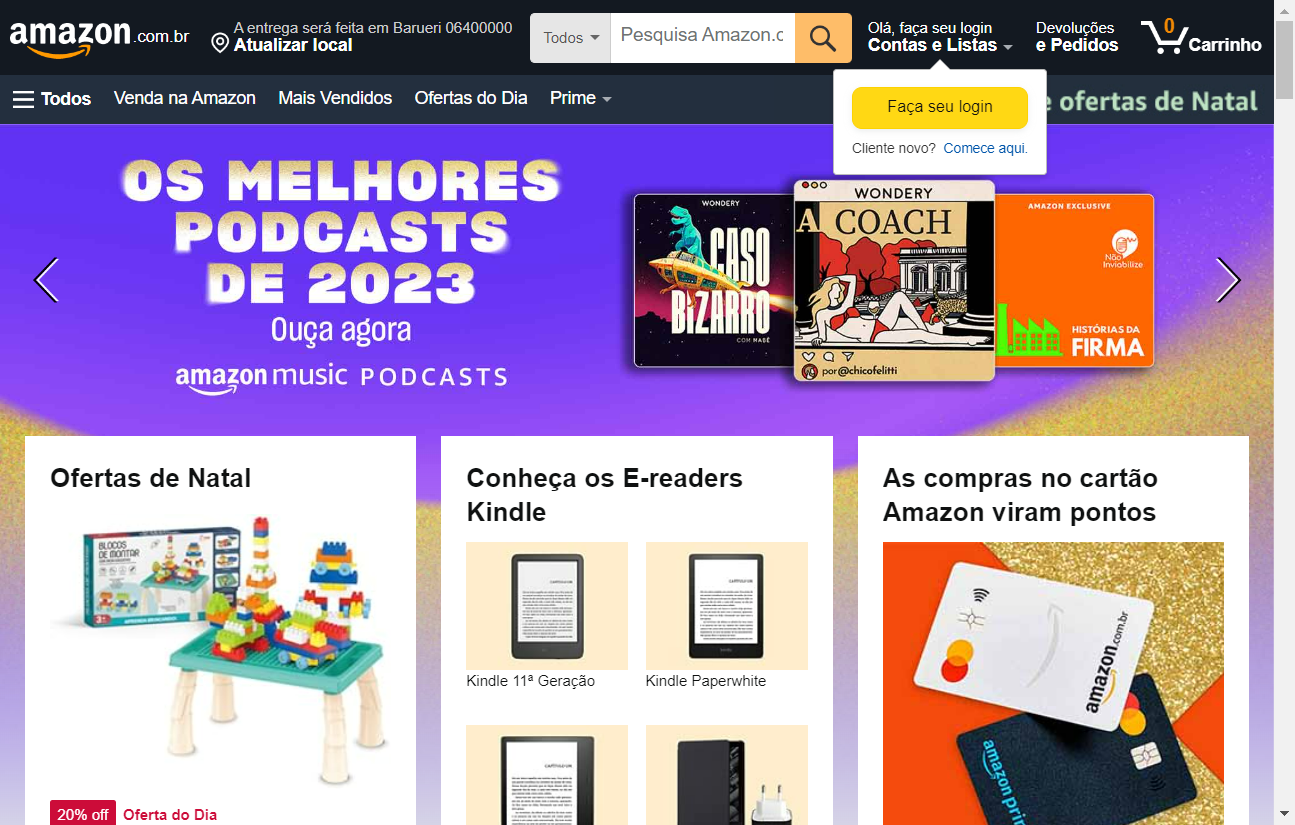 amazon.com.br
A entrega será feita em Barueri 06400000
Atualizar local
Todos
Pesquisa Amazon.c
Olá, faça seu login
Contas e Listas
Devoluções
e Pedidos
0
Carrinho
Todos
Venda na Amazon
Mais Vendidos
Ofertas do Dia
Prime
e ofertas de Natal
Faça seu login
Cliente novo? Comece aqui.
OS MELHORES
PODCASTS
DE 2023
Ouça agora
amazon music PODCASTS
WONDERY
CASO
BIZARRO
COM MABÊ
WONDERY
A COACH
por @chicofelitti
AMAZON EXCLUSIVE
Não
Inviabilize
HISTÓRIAS DA
FIRMA
Ofertas de Natal
BLOCOS
DE MONTAR
3+
20% off
Oferta do Dia
Conheça os E-readers
Kindle
Kindle 11ª Geração
Kindle Paperwhite
As compras no cartão
Amazon viram pontos
amazon.com.br
amazon prim